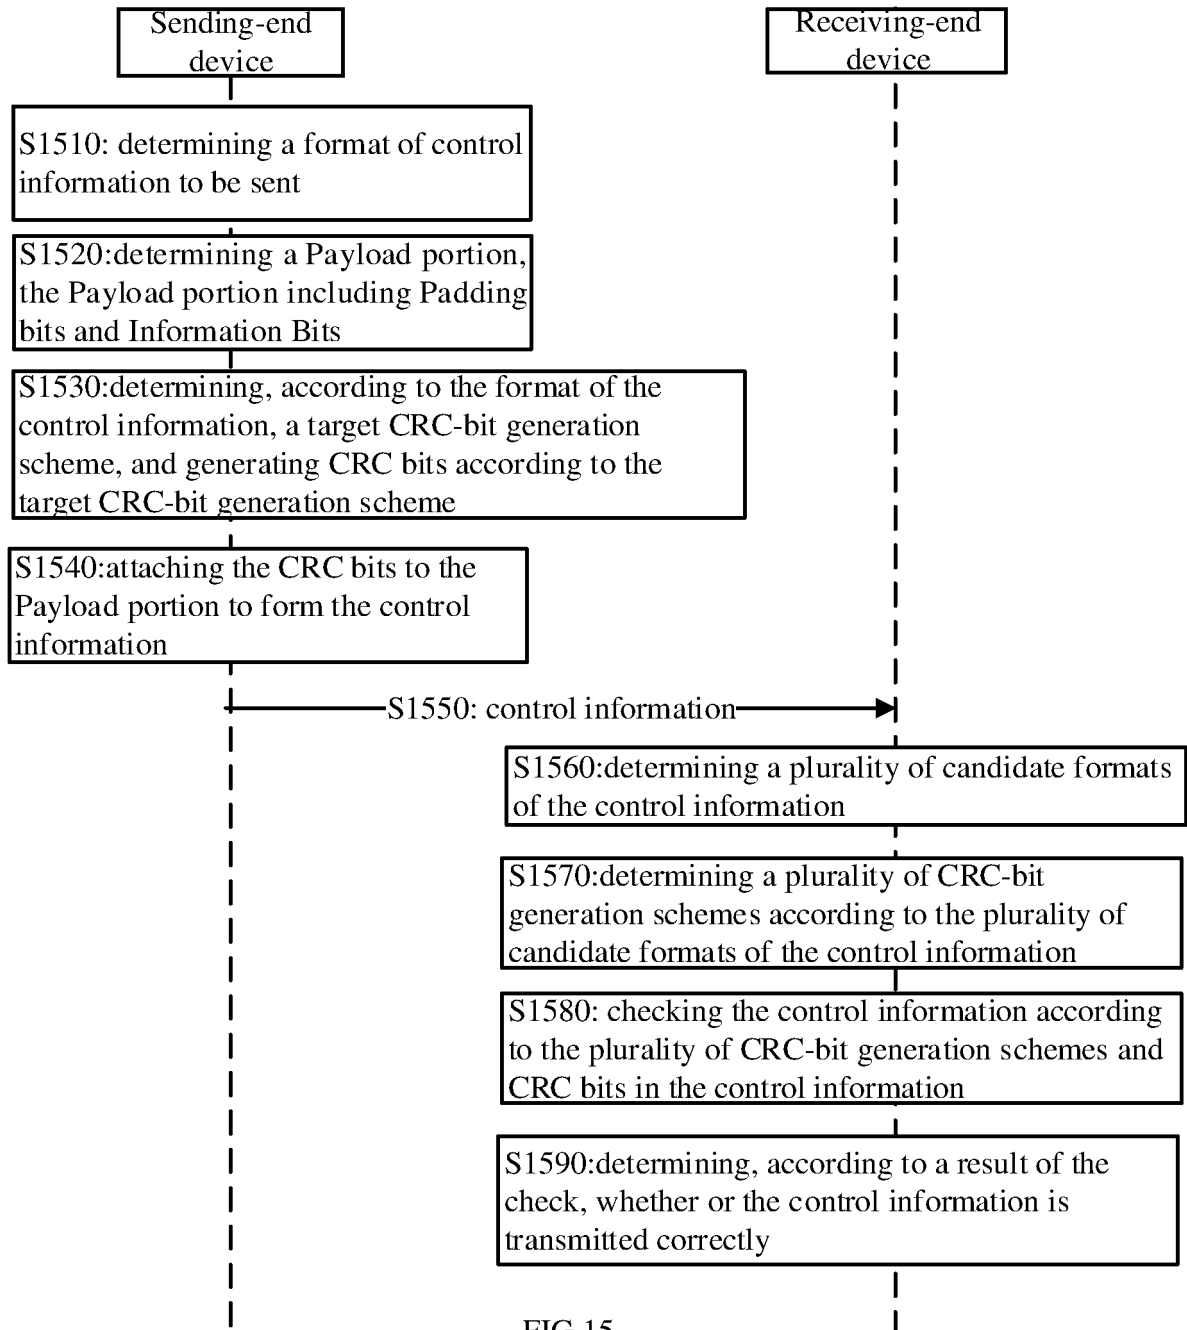 Sending-end
device
Receiving-end
device
S1510: determining a format of control
information to be sent
S1520:determining a Payload portion,
the Payload portion including Padding
bits and Information Bits
S1530:determining, according to the format of the
control information, a target CRC-bit generation
scheme, and generating CRC bits according to the
target CRC-bit generation scheme
S1540:attaching the CRC bits to the
Payload portion to form the control
information
S1550: control information
S1560:determining a plurality of candidate formats
of the control information
S1570:determining a plurality of CRC-bit
generation schemes according to the plurality of
candidate formats of the control information
S1580: checking the control information according
to the plurality of CRC-bit generation schemes and
CRC bits in the control information
S1590:determining, according to a result of the
check, whether or the control information is
transmitted correctly
FIG.15